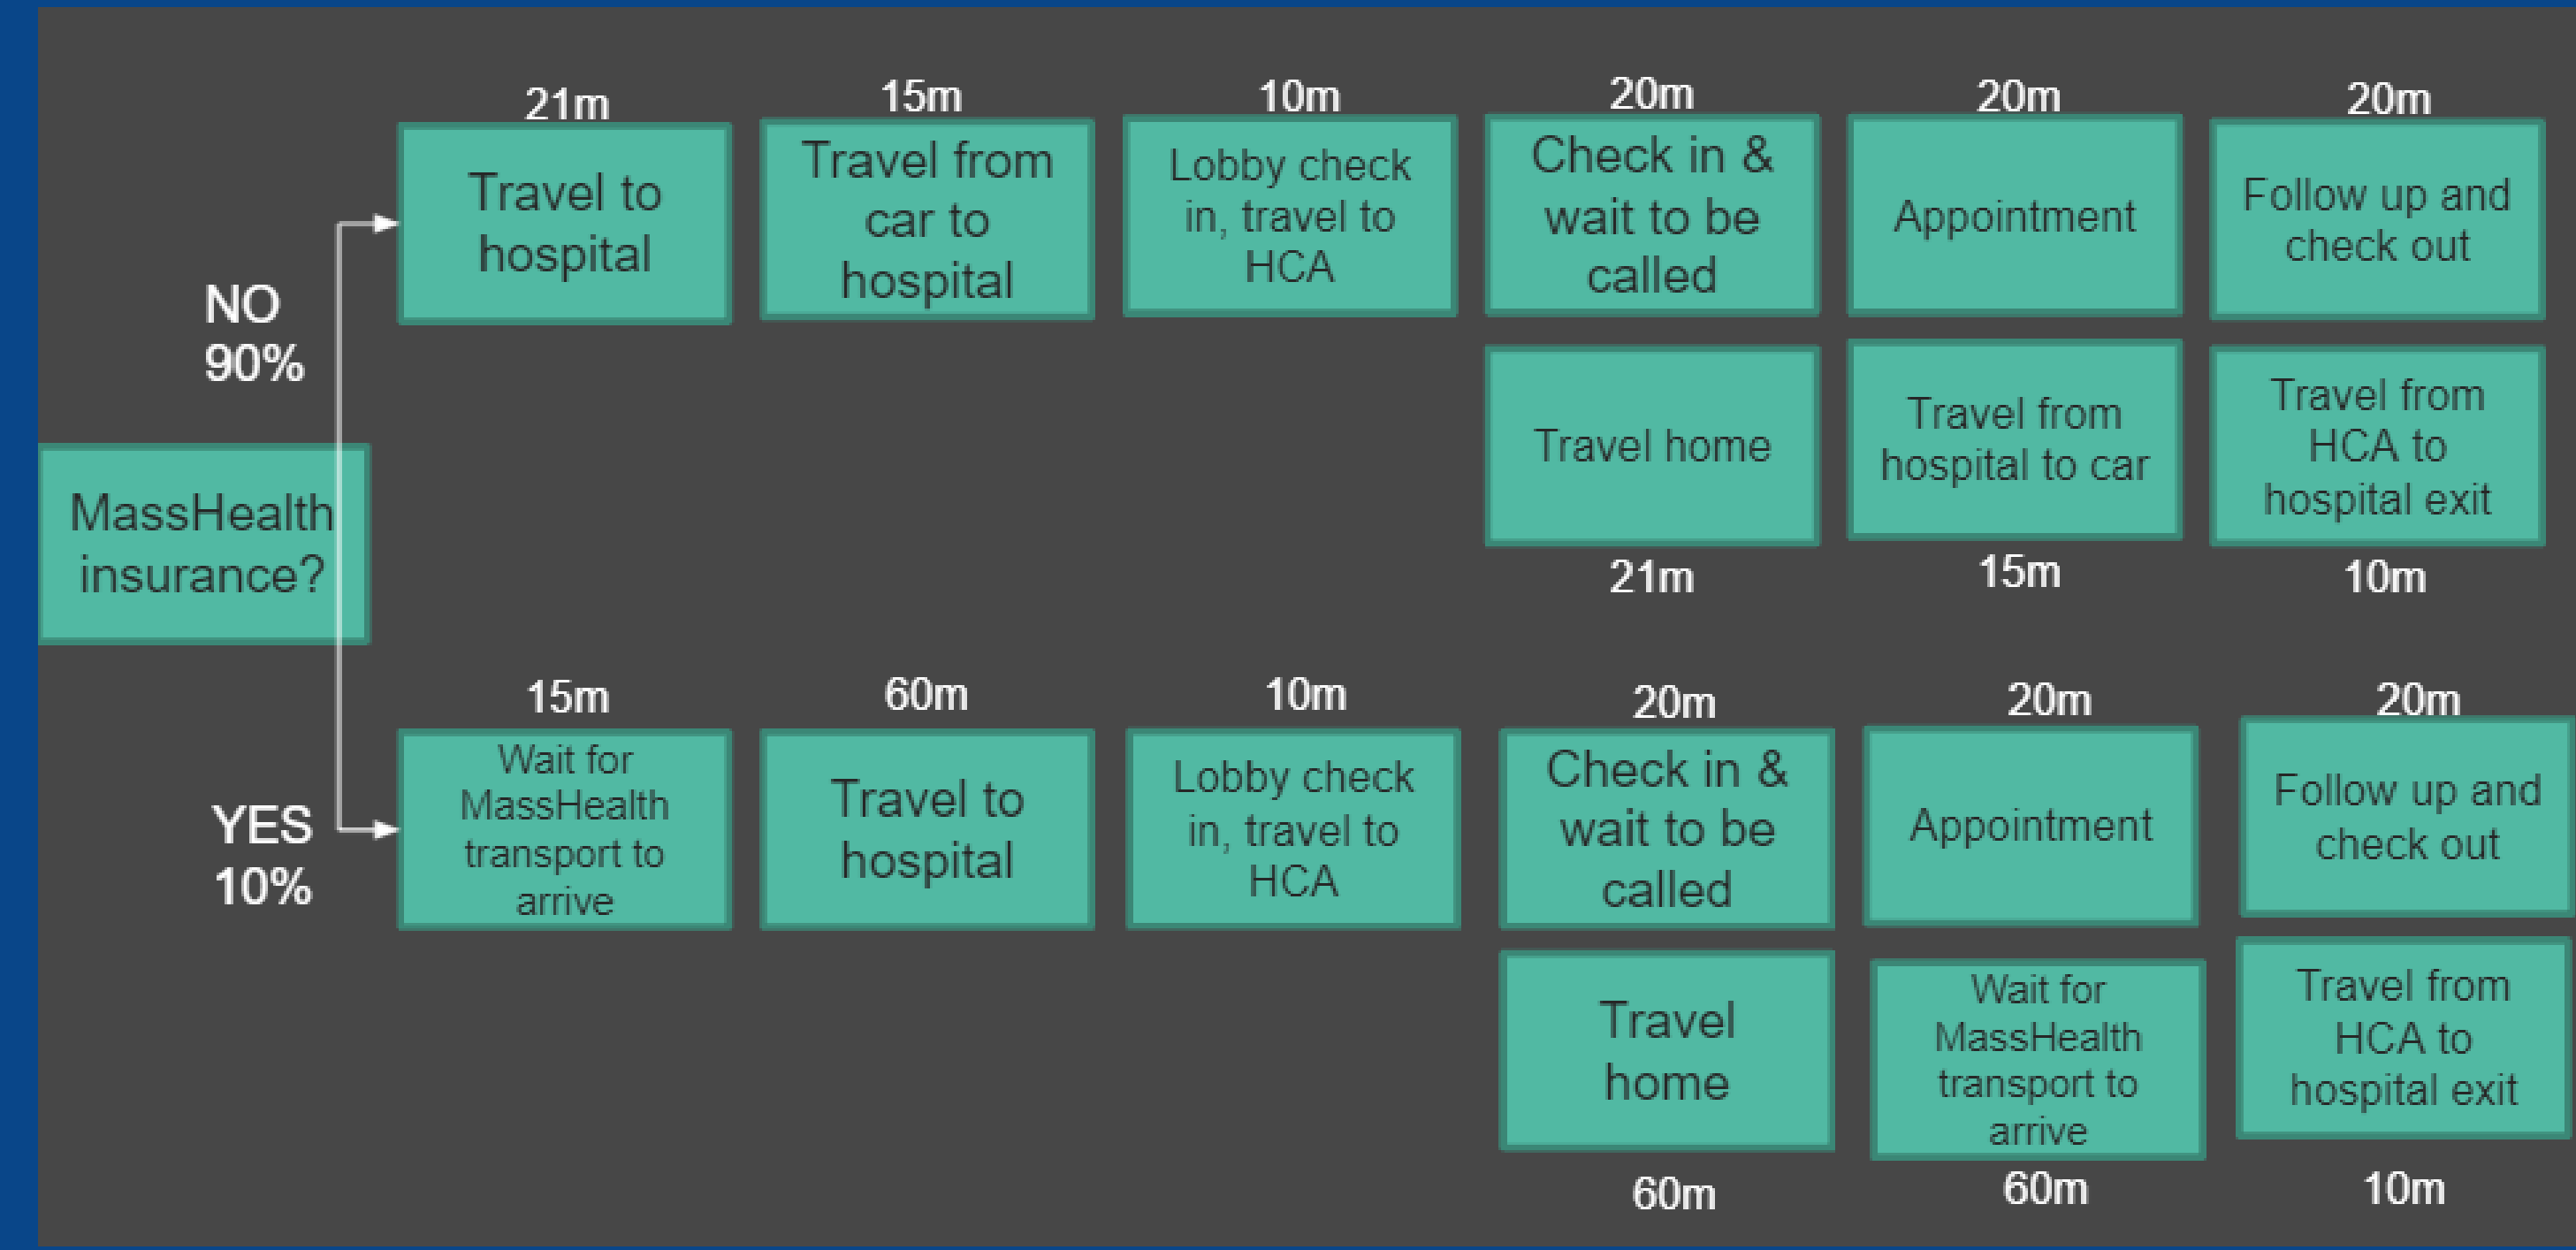 21m
Travel to
hospital
15m
Travel from
car to
hospital
10m
Lobby check
in, travel to
HCA
20m
Check in &
wait to be
called
20m
Appointment
20m
Follow up and
check out
NO
90%
Travel home
21m
Travel from
hospital to car
15m
Travel from
HCA to
hospital exit
10m
MassHealth
insurance?
YES
10%
15m
Wait for
MassHealth
transport to
arrive
60m
Travel to
hospital
10m
Lobby check
in, travel to
HCA
20m
Check in &
wait to be
called
20m
Appointment
20m
Follow up and
check out
Travel
home
60m
Wait for
MassHealth
transport to
arrive
60m
Travel from
HCA to
hospital exit
10m